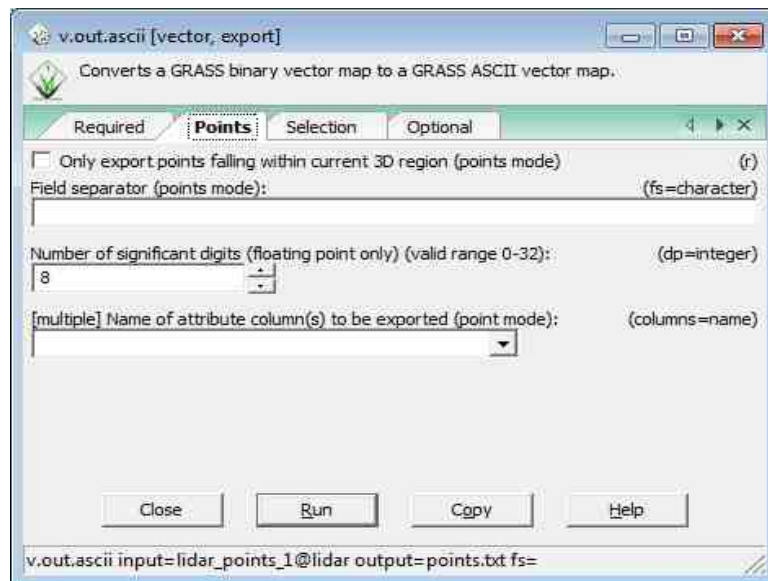 v.out.ascii [vector, export]
Converts a GRASS binary vector map to a GRASS ASCII vector map.
Required Points Selection Optional
Only export points falling within current 3D region (points mode) (r)
Field separator (points mode): (fs=character)
Number of significant digits (floating point only) (valid range 0-32): (dp=integer)
8
[multiple] Name of attribute column(s) to be exported (point mode): (columns=name)
Close Run Copy Help
v.out.ascii input=lidar_points_1@lidar output=points.txt fs=